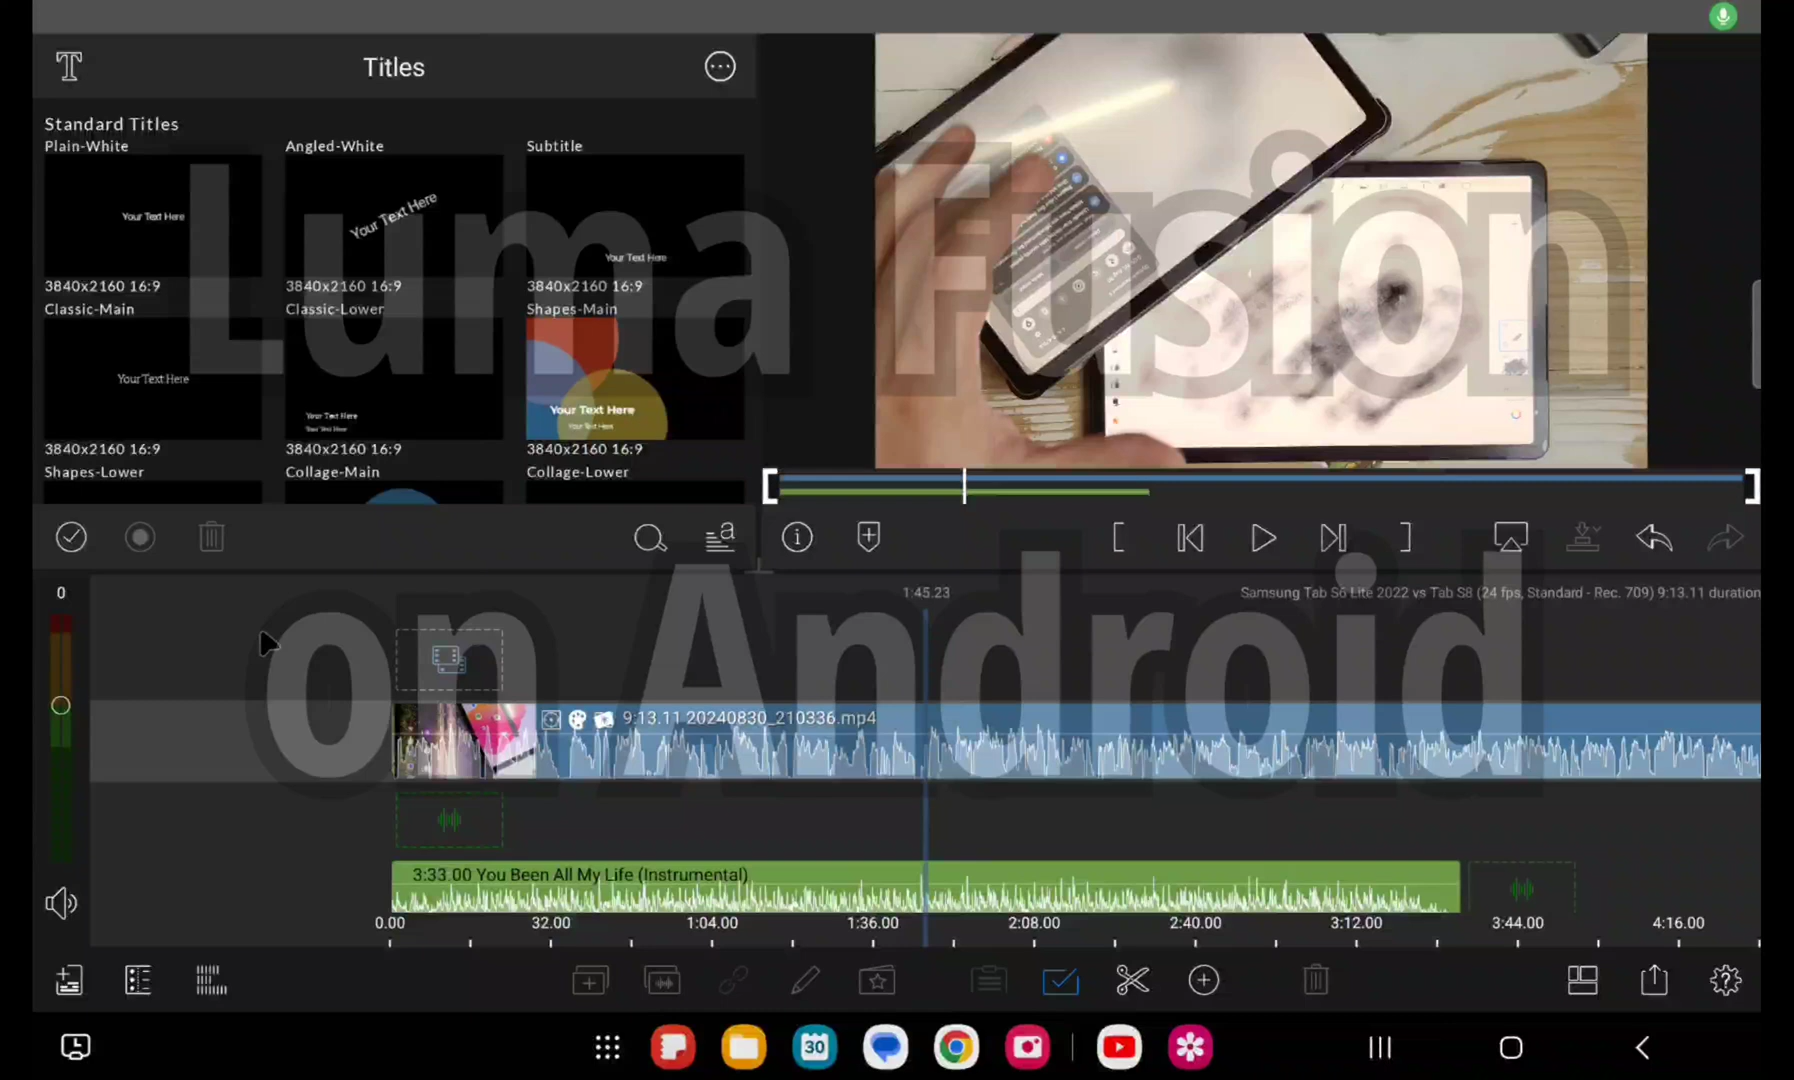 Titles
Standard Titles
Plain-White
Angled-White
Subtitle
Your Text Here
Your Text Here
Your Text Here
3840x2160 16:9
3840x2160 16:9
3840x2160 16:9
Classic-Main
Classic-Lower
Shapes-Main
Your Text Here
Your Text Here
Your Text Here
Your Text Here
Your Text Here
3840x2160 16:9
3840x2160 16:9
3840x2160 16:9
Shapes-Lower
Collage-Main
Collage-Lower
Luma Fusion
on Android
0
1:45.23
Samsung Tab S6 Lite 2022 vs Tab S8 (24 fps, Standard - Rec. 709) 9:13.11 duration
9:13.11 20240830_210336.mp4
3:33.00 You Been All My Life (Instrumental)
0.00
32.00
1:04.00
1:36.00
2:08.00
2:40.00
3:12.00
3:44.00
4:16.00
30